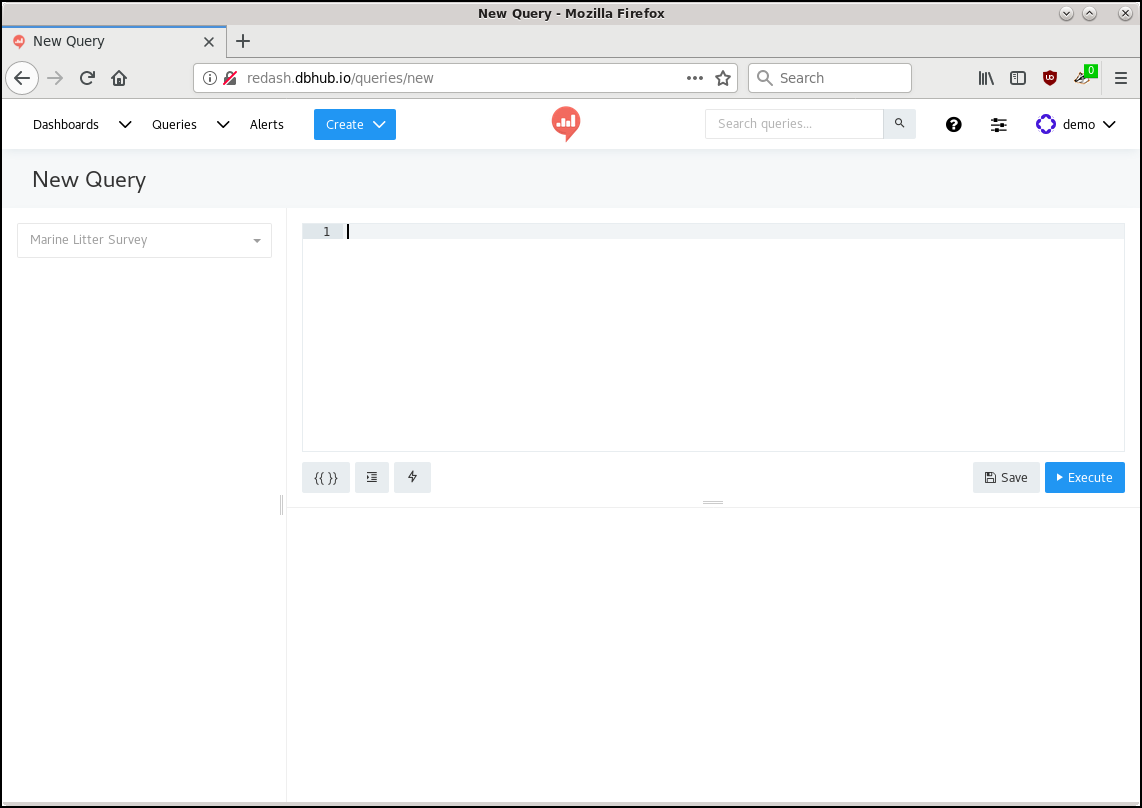 New Query - Mozilla Firefox
New Query
redash.dbhub.io/queries/new
Search
0
Dashboards Queries Alerts Create Search queries... demo
New Query
Marine Litter Survey
1
{{ }} Save Execute